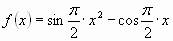 f(x) = sin π/2 · x² − cos π/2 · x